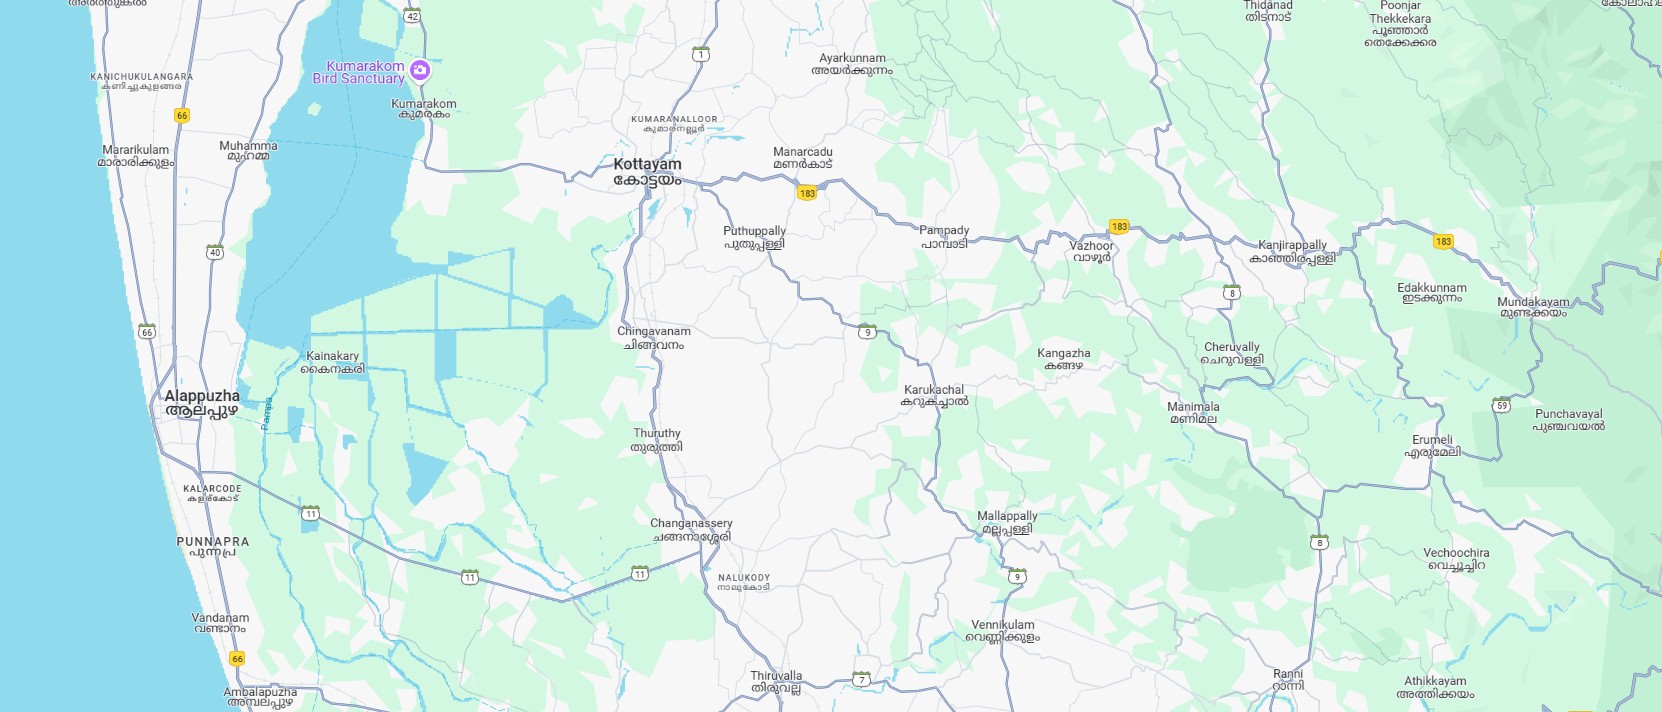 42
Thidanad
തിടനാട്
Poonjar
Thekkekara
പൂഞ്ഞാർ
തെക്കേക്കര
Kumarakom
Bird Sanctuary
1
Ayarkunnam
അയർക്കുന്നം
KANICHUKULANGARA
കണിച്ചുകുളങ്ങര
66
Kumarakom
കുമരകം
KUMARANALLOOR
കുമാരനല്ലൂർ
Mararikulam
മാരാരിക്കുളം
Muhamma
മുഹമ്മ
Kottayam
കോട്ടയം
Manarcadu
മണർകാട്
183
Puthuppally
പുതുപ്പള്ളി
Pampady
പാമ്പാടി
183
Vazhoor
വാഴൂർ
Kanjirappally
കാഞ്ഞിരപ്പള്ളി
183
40
Edakkunnam
ഇടക്കുന്നം
8
Mundakayam
മുണ്ടക്കയം
66
Chingavanam
ചിങ്ങവനം
9
Kainakary
കൈനകരി
Kangazha
കങ്ങഴ
Cheruvally
ചെറുവള്ളി
Alappuzha
ആലപ്പുഴ
Pampa
Karukachal
കറുകച്ചാൽ
Manimala
മണിമല
59
Punchavayal
പുഞ്ചവയൽ
Thuruthy
തുരുത്തി
Erumeli
എരുമേലി
KALARCODE
കളർകോട്
11
Changanassery
ചങ്ങനാശ്ശേരി
Mallappally
മല്ലപ്പള്ളി
PUNNAPRA
പുന്നപ്ര
8
Vechoochira
വെച്ചൂച്ചിറ
11
11
NALUKODY
നാലുകോടി
9
Vandanam
വണ്ടാനം
Vennikulam
വെണ്ണിക്കുളം
66
Thiruvalla
തിരുവല്ല
7
Ranni
റാന്നി
Athikkayam
അത്തിക്കയം
Ambalapuzha
അമ്പലപ്പുഴ